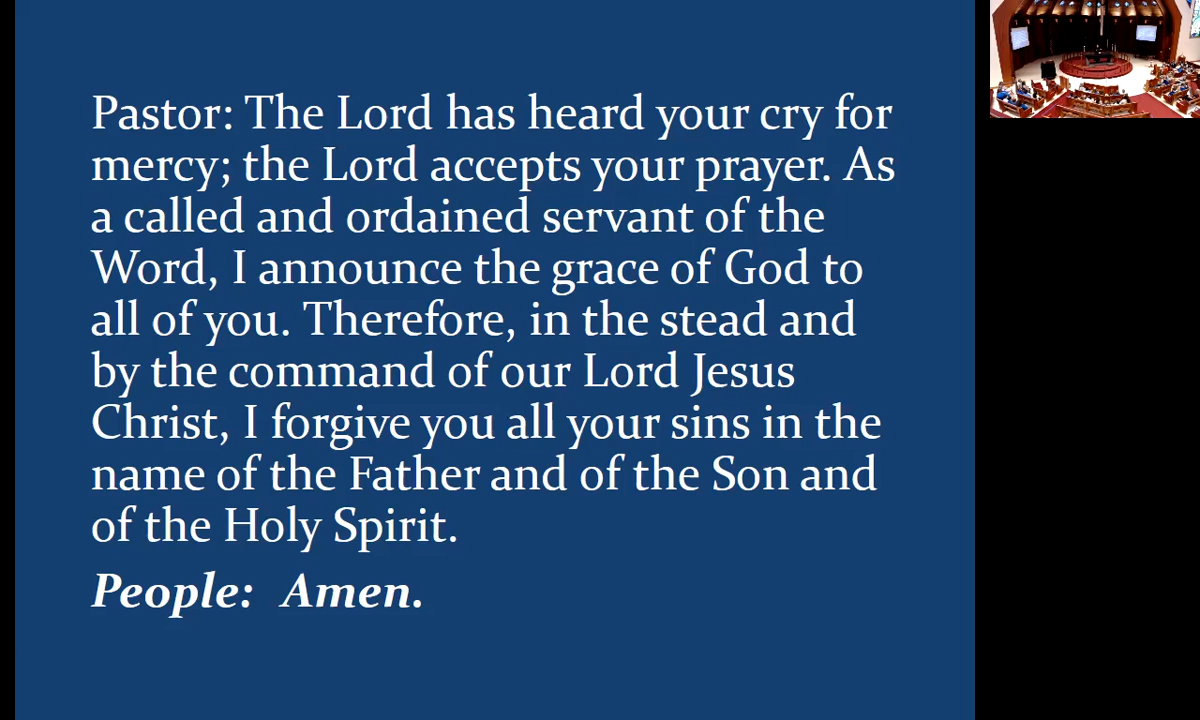 Pastor: The Lord has heard your cry for
mercy; the Lord accepts your prayer. As
a called and ordained servant of the
Word, I announce the grace of God to
all of you. Therefore, in the stead and
by the command of our Lord Jesus
Christ, I forgive you all your sins in the
name of the Father and of the Son and
of the Holy Spirit.
People: Amen.